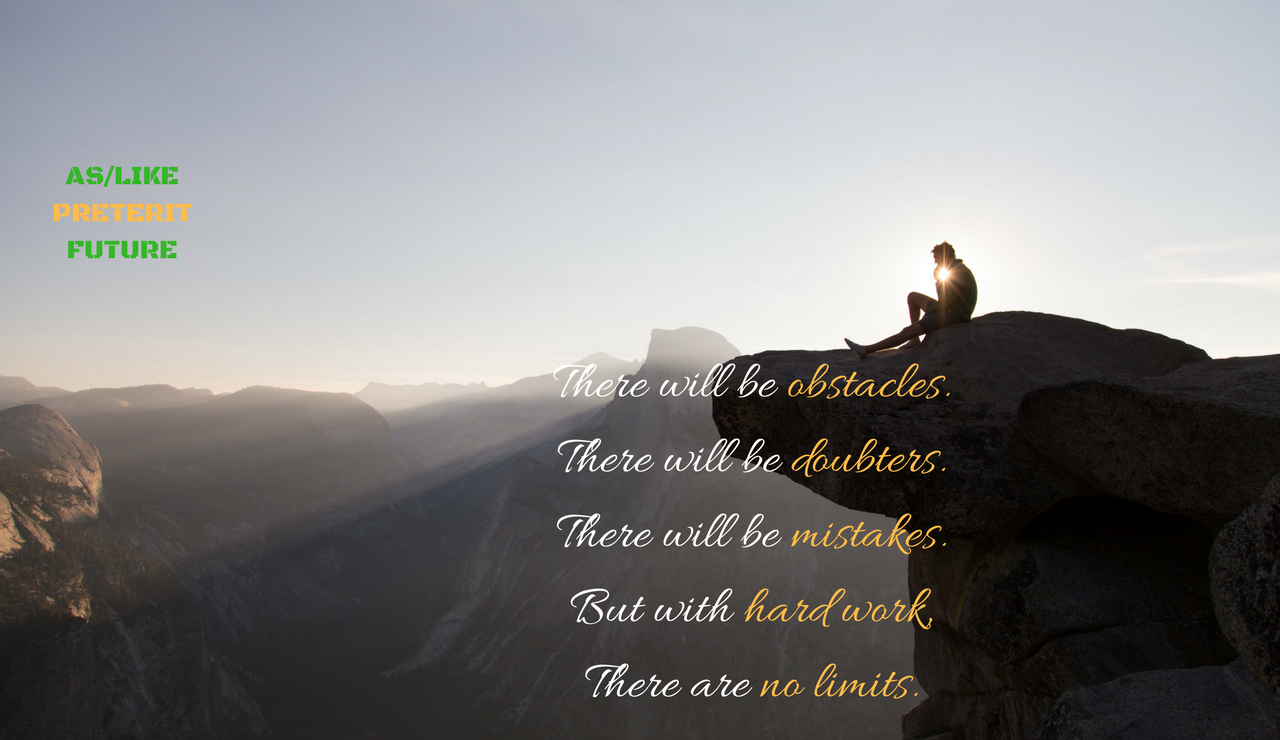 AS/LIKE
PRETERIT
FUTURE
There will be obstacles.
There will be doubters.
There will be mistakes.
But with hard work,
There are no limits.